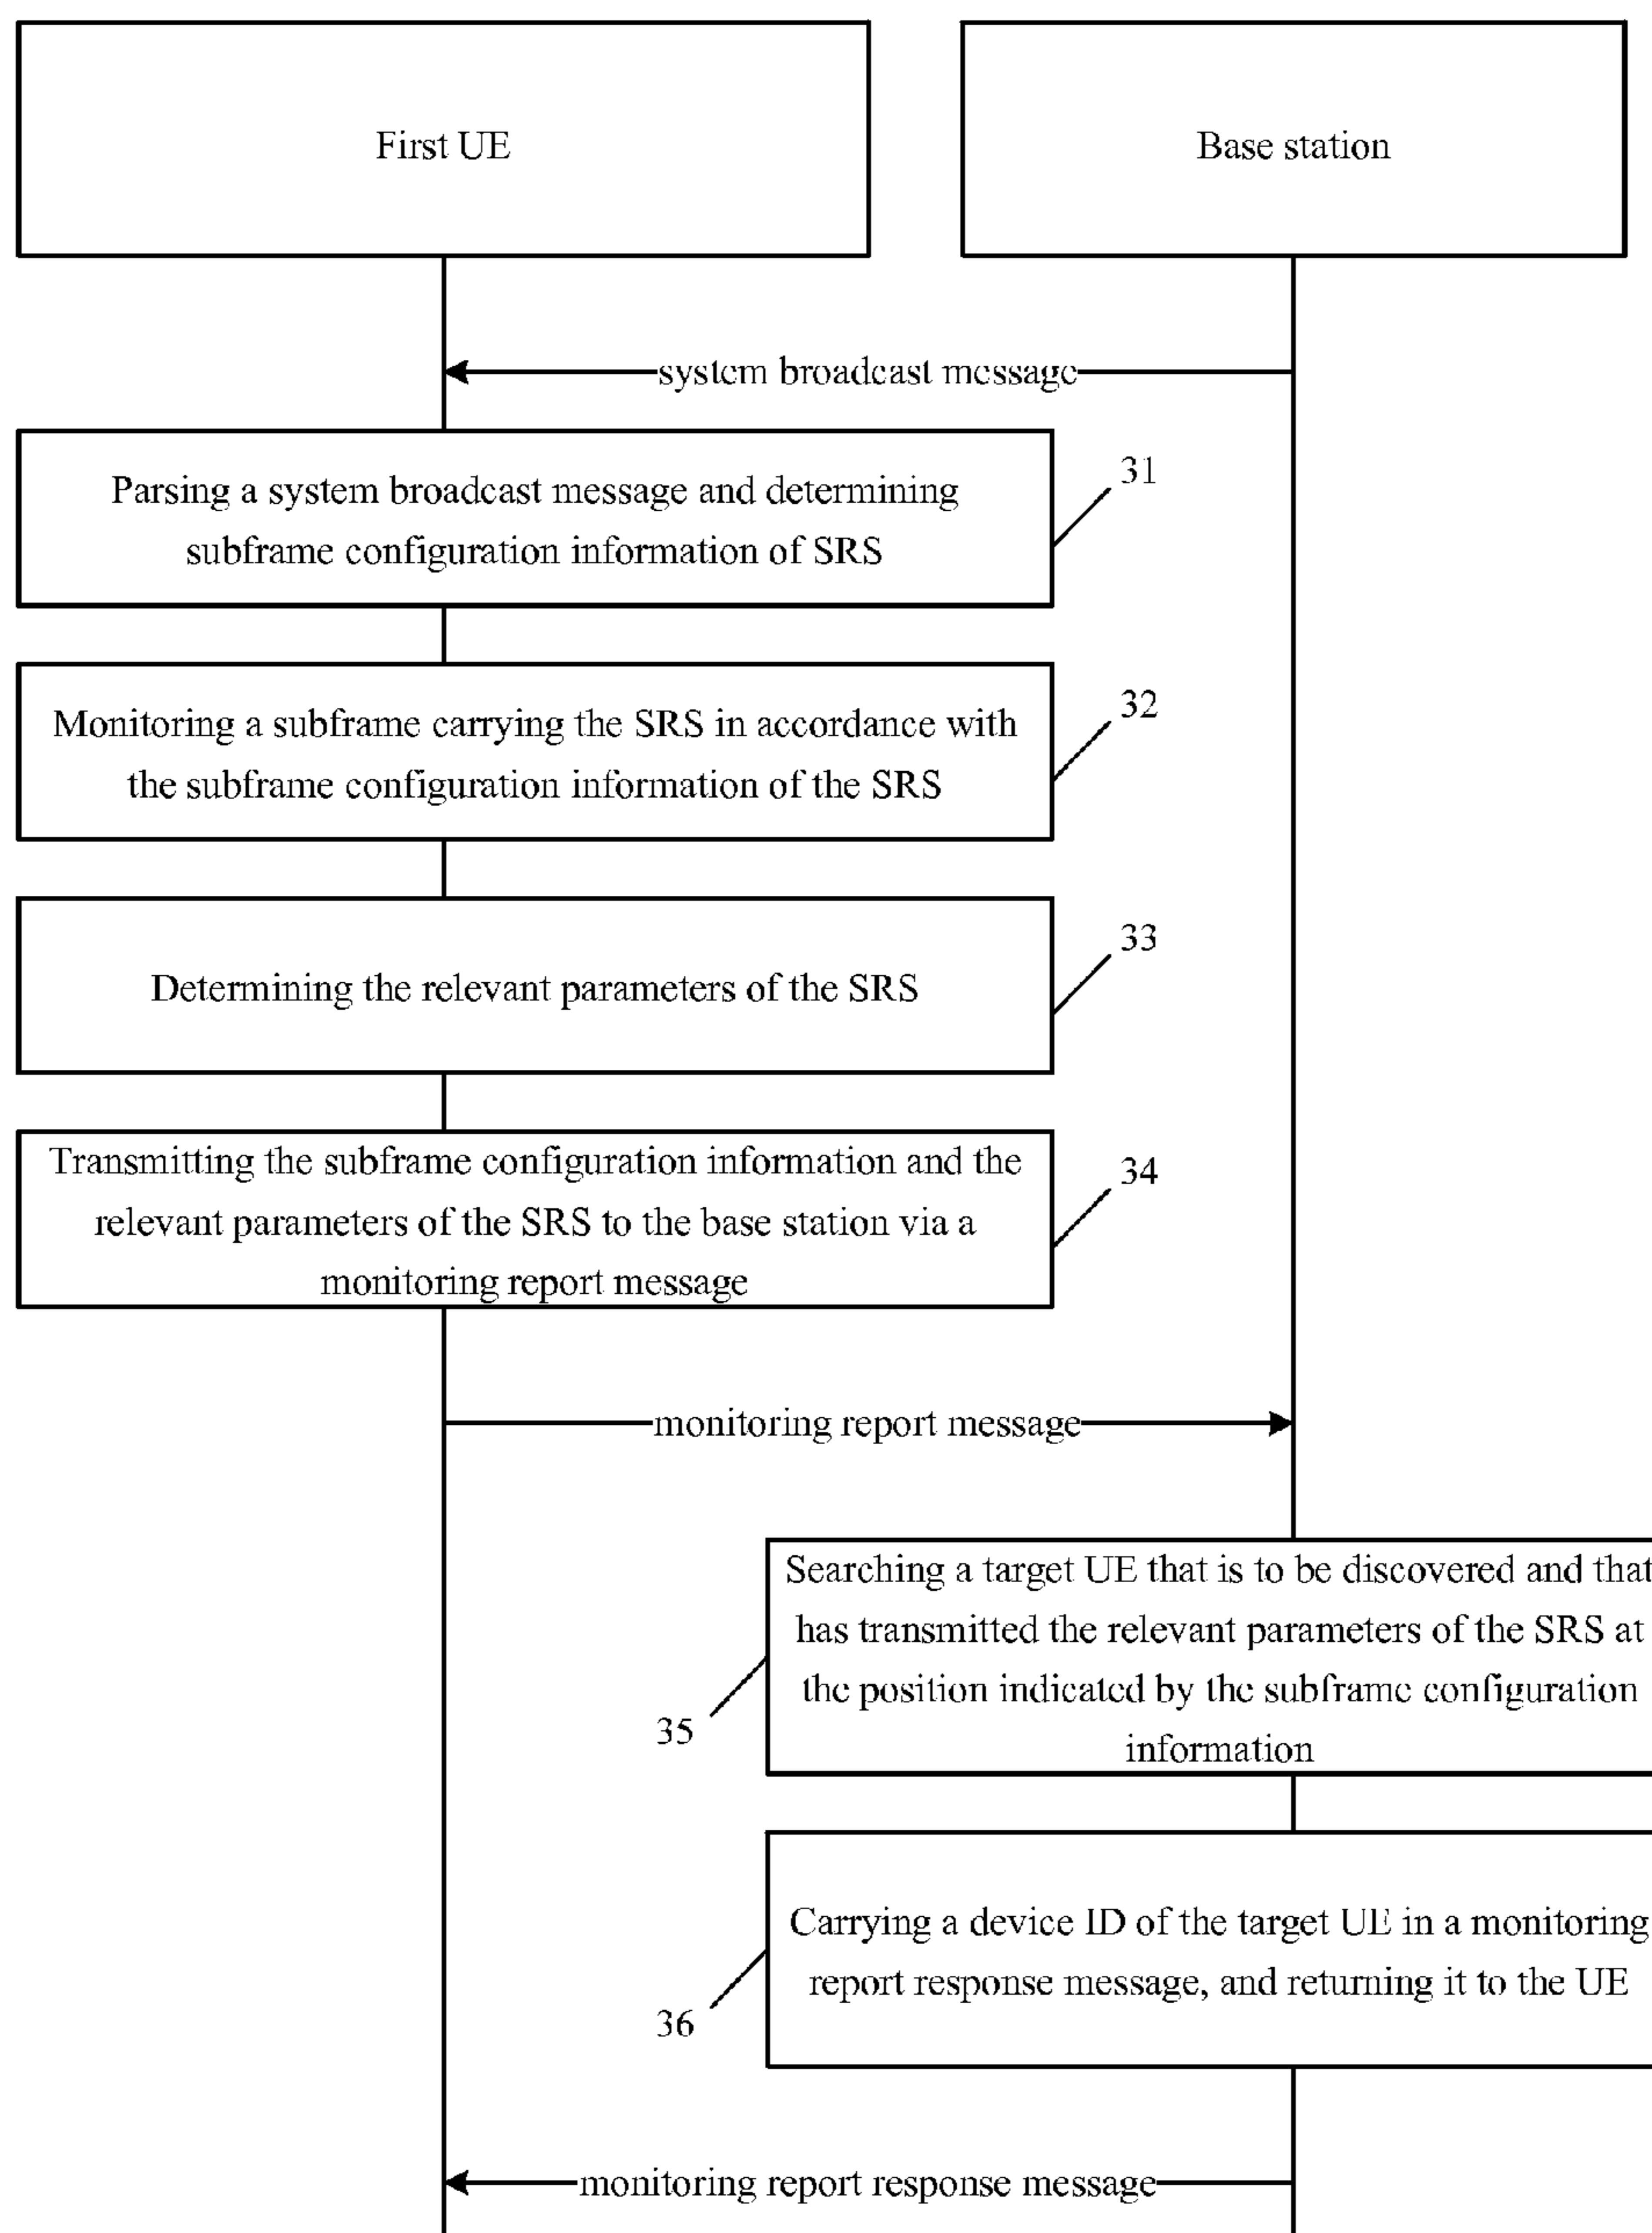 First UE
Base station
system broadcast message
Parsing a system broadcast message and determining
subframe configuration information of SRS
31
Monitoring a subframe carrying the SRS in accordance with
the subframe configuration information of the SRS
32
Determining the relevant parameters of the SRS
33
Transmitting the subframe configuration information and the
relevant parameters of the SRS to the base station via a
monitoring report message
34
monitoring report message
Searching a target UE that is to be discovered and that
has transmitted the relevant parameters of the SRS at
the position indicated by the subframe configuration
information
35
Carrying a device ID of the target UE in a monitoring
report response message, and returning it to the UE
36
monitoring report response message